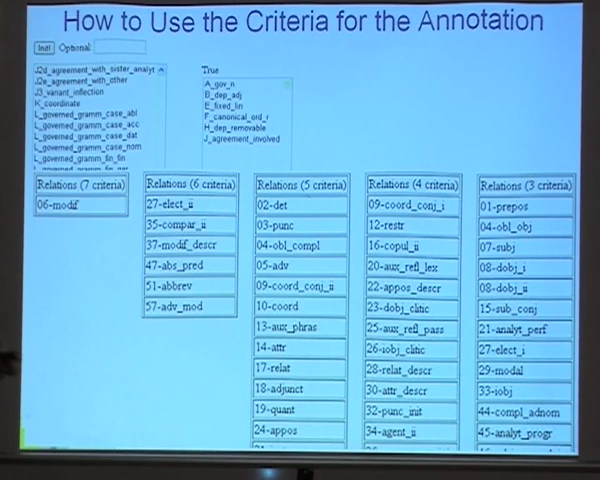 How to Use the Criteria for the Annotation
Init! Optional:
J2d_agreement_with_sister_analyt
J2e_agreement_with_other
J3_variant_inflection
K_coordinate
L_governed_gramm_case_abl
L_governed_gramm_case_acc
L_governed_gramm_case_dat
L_governed_gramm_case_nom
L_governed_gramm_fin_fin
True
A_gov_n
B_dep_adj
E_fixed_lin
F_canonical_ord_r
H_dep_removable
J_agreement_involved
Relations (7 criteria)
06-modif
Relations (6 criteria)
27-elect_ii
35-compar_ii
37-modif_descr
47-abs_pred
51-abbrev
57-adv_mod
Relations (5 criteria)
02-det
03-punc
04-obl_compl
05-adv
09-coord_conj_ii
10-coord
13-aux_phras
14-attr
17-relat
18-adjunct
19-quant
24-appos
Relations (4 criteria)
09-coord_conj_i
12-restr
16-copul_ii
20-aux_refl_lex
22-appos_descr
23-dobj_clitic
25-aux_refl_pass
26-iobj_clitic
28-relat_descr
30-attr_descr
32-punc_init
34-agent_ii
Relations (3 criteria)
01-prepos
04-obl_obj
07-subj
08-dobj_i
08-dobj_ii
15-sub_conj
21-analyt_perf
27-elect_i
29-modal
33-iobj
44-compl_adnom
45-analyt_progr